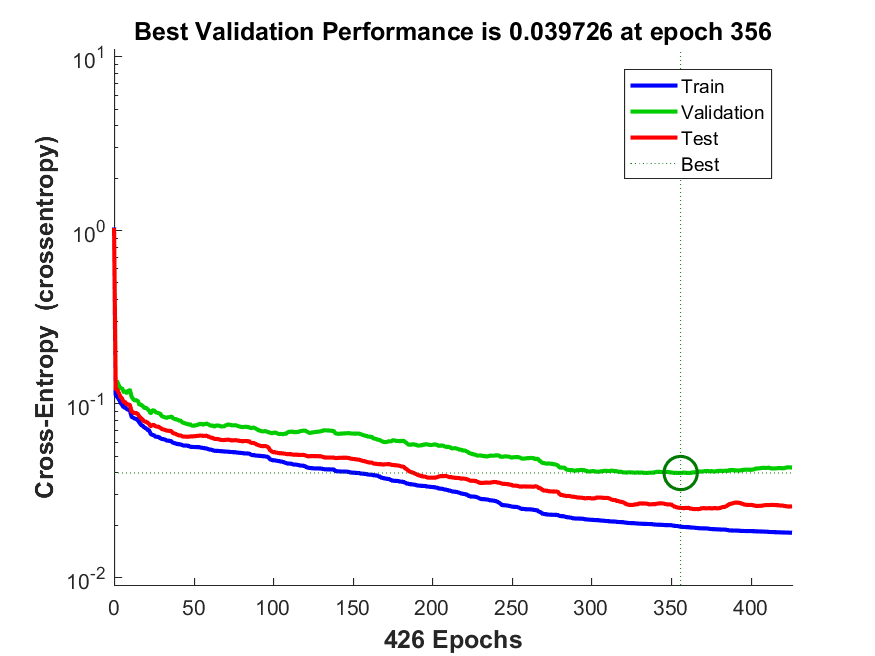 Best Validation Performance is 0.039726 at epoch 356
10^1
10^0
10^-1
10^-2
Cross-Entropy (crossentropy)
Train
Validation
Test
Best
0 50 100 150 200 250 300 350 400
426 Epochs